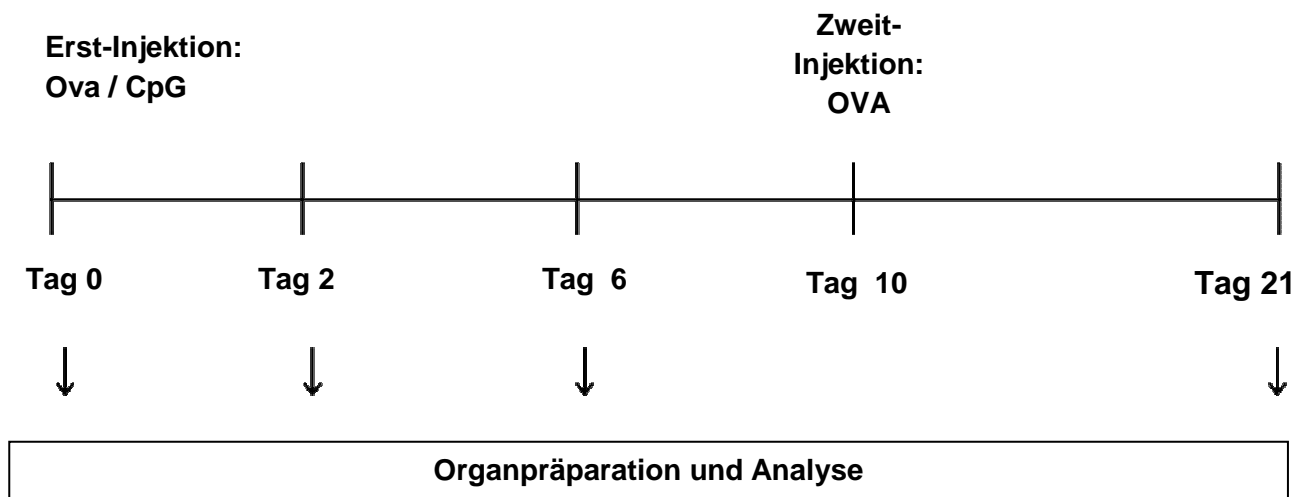 Erst-Injektion:
Ova / CpG
Zweit-
Injektion:
OVA
Tag 0
Tag 2
Tag 6
Tag 10
Tag 21
Organpräparation und Analyse